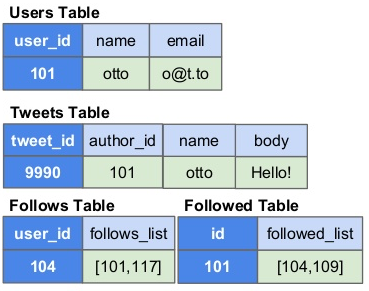 Users Table
user_id name email
101 otto o@t.to
Tweets Table
tweet_id author_id name body
9990 101 otto Hello!
Follows Table Followed Table
user_id follows_list id followed_list
104 [101,117] 101 [104,109]